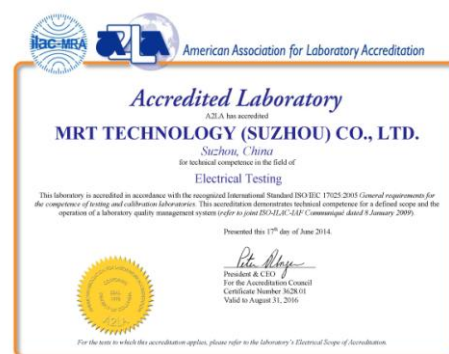 ilac-MRA
A2LA
American Association for Laboratory Accreditation
Accredited Laboratory
A2LA has accredited
MRT TECHNOLOGY (SUZHOU) CO., LTD.
Suzhou, China
for technical competence in the field of
Electrical Testing
This laboratory is accredited in accordance with the recognized International Standard ISO/IEC 17025:2005 General requirements for
the competence of testing and calibration laboratories. This accreditation demonstrates technical competence for a defined scope and the
operation of a laboratory quality management system (refer to joint ISO-ILAC-IAF Communiqué dated 8 January 2009).
Presented this 17th day of June 2014.
President & CEO
For the Accreditation Council
Certificate Number 3628.01
Valid to August 31, 2016
A2LA
For the tests to which this accreditation applies, please refer to the laboratory's Electrical Scope of Accreditation.